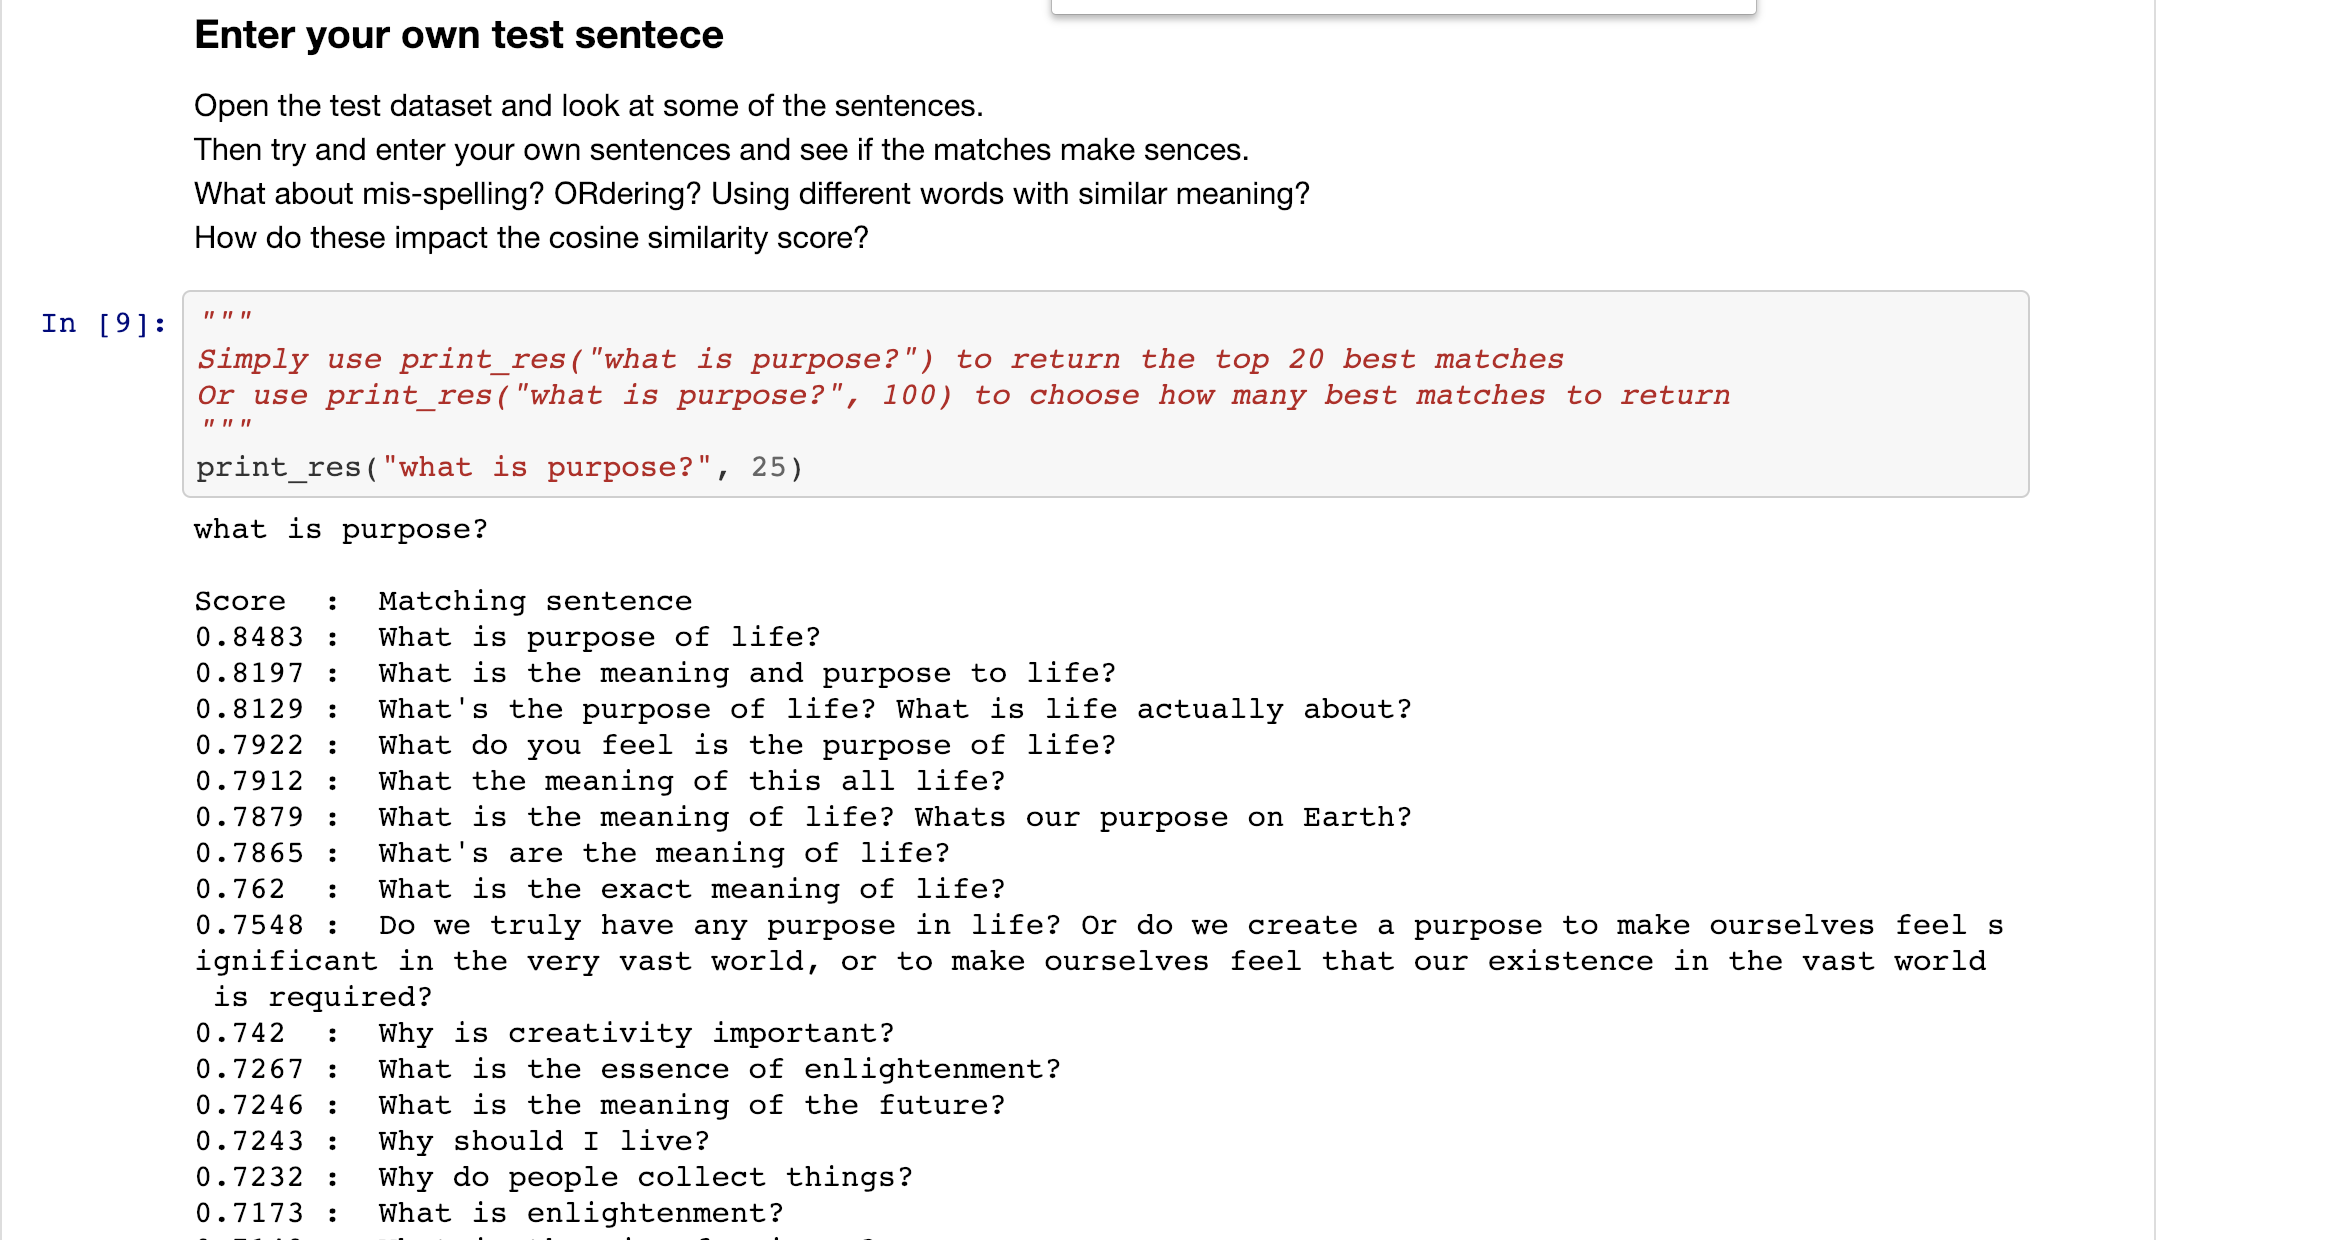 Enter your own test sentece
Open the test dataset and look at some of the sentences.
Then try and enter your own sentences and see if the matches make sences.
What about mis-spelling? ORdering? Using different words with similar meaning?
How do these impact the cosine similarity score?
In [9]:
"""
Simply use print_res("what is purpose?") to return the top 20 best matches
Or use print_res("what is purpose?", 100) to choose how many best matches to return
"""
print_res("what is purpose?", 25)
what is purpose?
Score  :  Matching sentence
0.8483 :  What is purpose of life?
0.8197 :  What is the meaning and purpose to life?
0.8129 :  What's the purpose of life? What is life actually about?
0.7922 :  What do you feel is the purpose of life?
0.7912 :  What the meaning of this all life?
0.7879 :  What is the meaning of life? Whats our purpose on Earth?
0.7865 :  What's are the meaning of life?
0.762  :  What is the exact meaning of life?
0.7548 :  Do we truly have any purpose in life? Or do we create a purpose to make ourselves feel s
ignificant in the very vast world, or to make ourselves feel that our existence in the vast world
is required?
0.742  :  Why is creativity important?
0.7267 :  What is the essence of enlightenment?
0.7246 :  What is the meaning of the future?
0.7243 :  Why should I live?
0.7232 :  Why do people collect things?
0.7173 :  What is enlightenment?